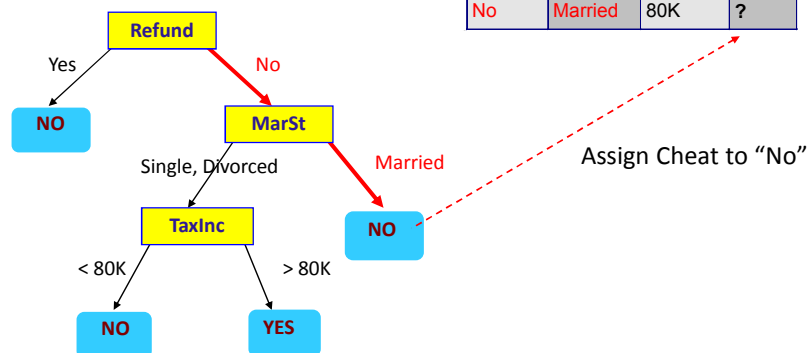 No Married 80K ?
Refund
Yes No
NO MarSt
Single, Divorced Married
Assign Cheat to “No”
TaxInc NO
< 80K > 80K
NO YES